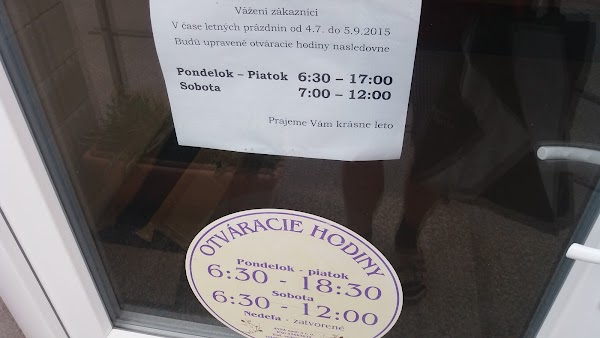 Vážení zákazníci
V čase letných prázdnin od 4.7. do 5.9.2015
Budú upravené otváracie hodiny nasledovne
Pondelok – Piatok 6:30 – 17:00
Sobota 7:00 – 12:00
Prajeme Vám krásne leto
OTVÁRACIE HODINY
Pondelok - piatok
6:30 - 18:30
Sobota
6:30 - 12:00
Nedeľa - zatvorené